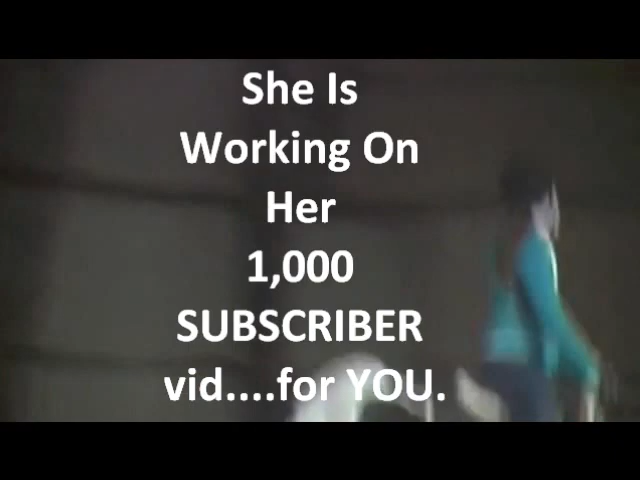 She Is
Working On
Her
1,000
SUBSCRIBER
vid....for YOU.